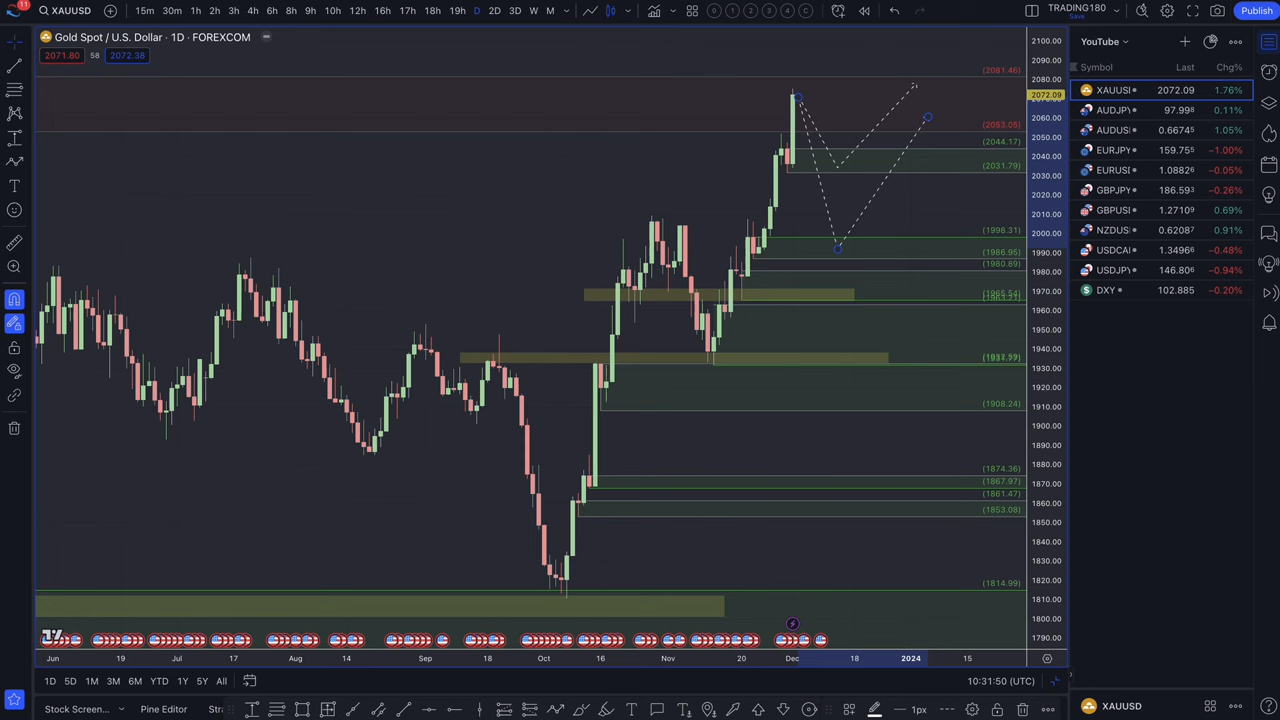 11
XAUUSD
15m 30m 1h 2h 3h 4h 6h 8h 9h 10h 12h 16h 17h 18h 19h D 2D 3D W M
TRADING180
Save
Publish
Gold Spot / U.S. Dollar · 1D · FOREXCOM
2071.80 58 2072.38
2100.00
2090.00
2080.00
2072.09
2060.00
2050.00
2040.00
2030.00
2020.00
2010.00
2000.00
1990.00
1980.00
1970.00
1960.00
1950.00
1940.00
1930.00
1920.00
1910.00
1900.00
1890.00
1880.00
1870.00
1860.00
1850.00
1840.00
1830.00
1820.00
1810.00
1800.00
1790.00
(2081.46)
(2053.05)
(2044.17)
(2031.79)
(1998.31)
(1986.95)
(1980.89)
(1965.54)
(1908.24)
(1874.36)
(1867.97)
(1861.47)
(1853.08)
(1814.99)
Jun 19 Jul 17 Aug 14 Sep 18 Oct 16 Nov 20 Dec 18 2024 15
1D 5D 1M 3M 6M YTD 1Y 5Y All
10:31:50 (UTC)
Stock Screen... Pine Editor Str
1px
YouTube
Symbol Last Chg%
XAUUSI 2072.09 1.76%
AUDJPY 97.998 0.11%
AUDUSI 0.66745 1.05%
EURJPY 159.755 −1.00%
EURUSI 1.08826 −0.05%
GBPJPY 186.593 −0.26%
GBPUSI 1.27109 0.69%
NZDUS 0.62087 0.91%
USDCAI 1.34966 −0.48%
USDJPY 146.806 −0.94%
DXY 102.885 −0.20%
XAUUSD